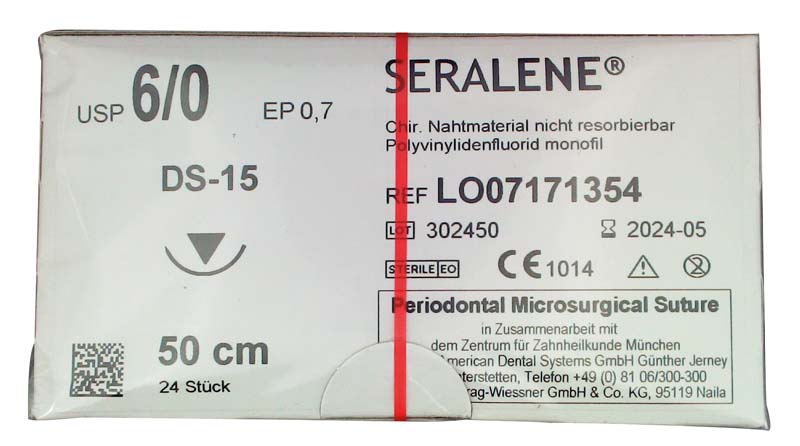 USP 6/0 EP 0,7
DS-15
50 cm
24 Stück
SERALENE®
Chir. Nahtmaterial nicht resorbierbar
Polyvinylidenfluorid monofil
REF LO07171354
LOT 302450 2024-05
STERILE EO CE 1014
Periodontal Microsurgical Suture
in Zusammenarbeit mit
dem Zentrum für Zahnheilkunde München
American Dental Systems GmbH Günther Jerney
Telefon +49 (0) 81 06/300-300
GmbH & Co. KG, 95119 Naila